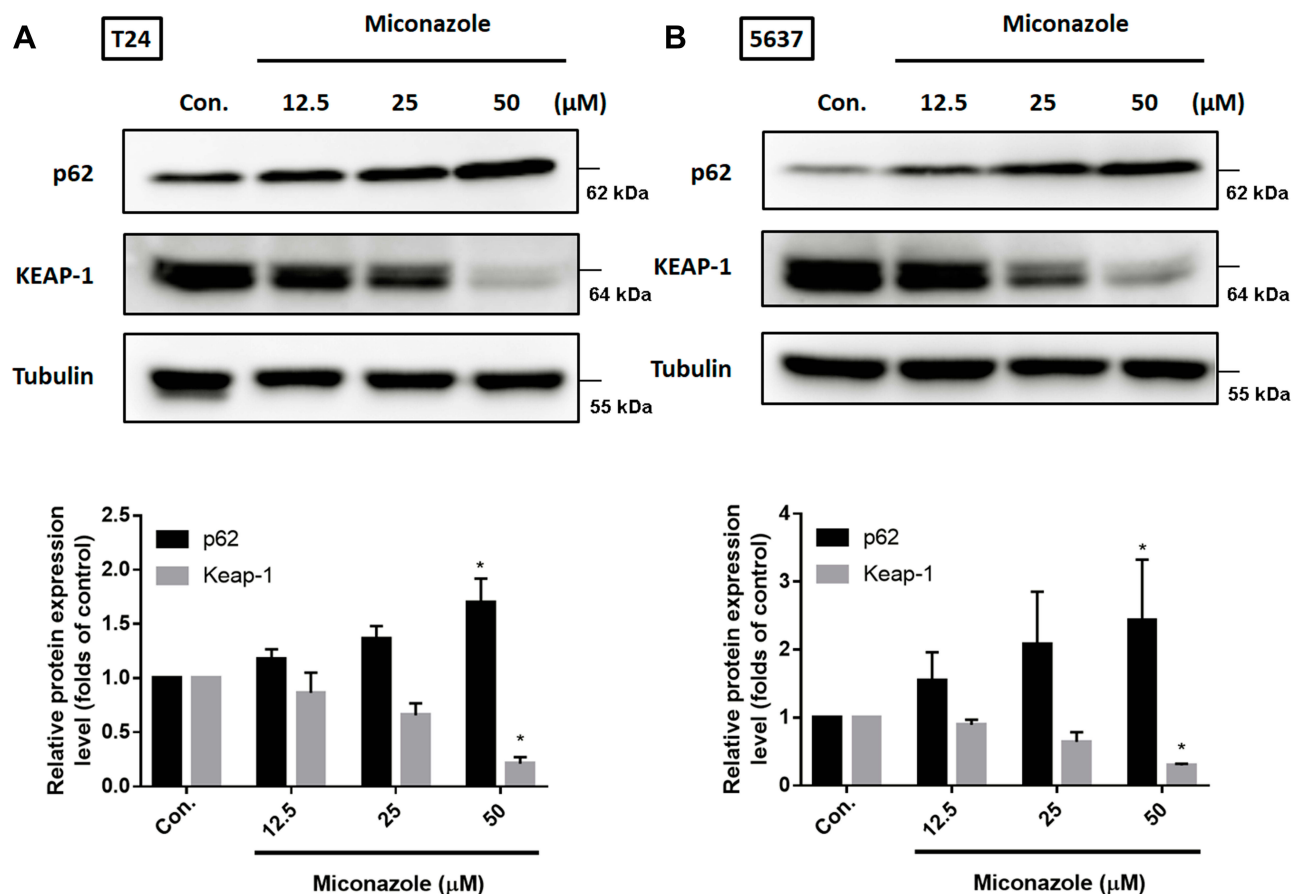 A
T24
Miconazole
Con. 12.5 25 50 (μM)
p62
62 kDa
KEAP-1
64 kDa
Tubulin
55 kDa
Relative protein expression
level (folds of control)
2.5
2.0
1.5
1.0
0.5
0.0
p62
Keap-1
*
*
Con. 12.5 25 50
Miconazole (μM)
B
5637
Miconazole
Con. 12.5 25 50 (μM)
p62
62 kDa
KEAP-1
64 kDa
Tubulin
55 kDa
Relative protein expression
level (folds of control)
4
3
2
1
0
p62
Keap-1
*
*
Con. 12.5 25 50
Miconazole (μM)